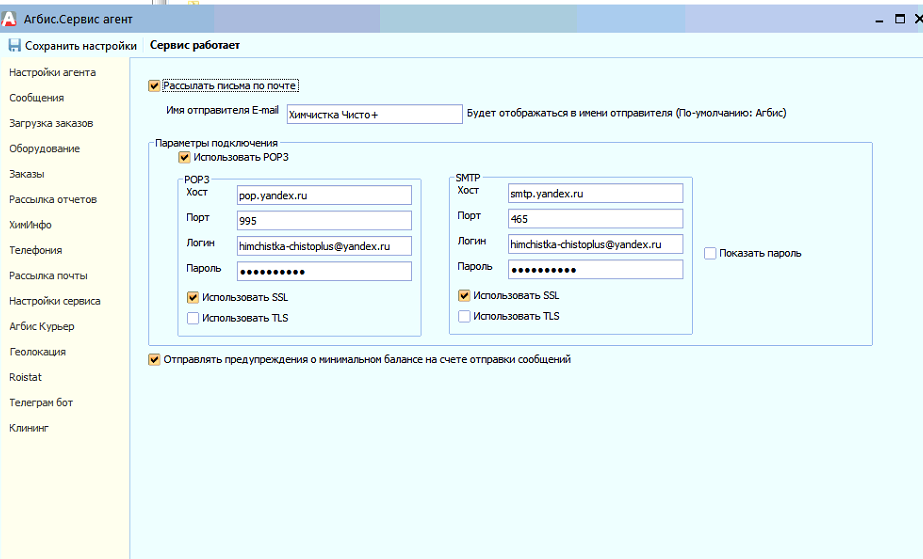 Агбис.Сервис агент
Сохранить настройки
Сервис работает
Настройки агента
Сообщения
Загрузка заказов
Оборудование
Заказы
Рассылка отчетов
ХимИнфо
Телефония
Рассылка почты
Настройки сервиса
Агбис Курьер
Геолокация
Roistat
Телеграм бот
Клининг
Рассылать письма по почте
Имя отправителя E-mail Химчистка Чисто+ Будет отображаться в имени отправителя (По-умолчанию: Агбис)
Параметры подключения
Использовать POP3
POP3
Хост pop.yandex.ru
Порт 995
Логин himchistka-chistoplus@yandex.ru
Пароль ●●●●●●●●●●
Использовать SSL
Использовать TLS
SMTP
Хост smtp.yandex.ru
Порт 465
Логин himchistka-chistoplus@yandex.ru
Пароль ●●●●●●●●●●
Использовать SSL
Использовать TLS
Показать пароль
Отправлять предупреждения о минимальном балансе на счете отправки сообщений